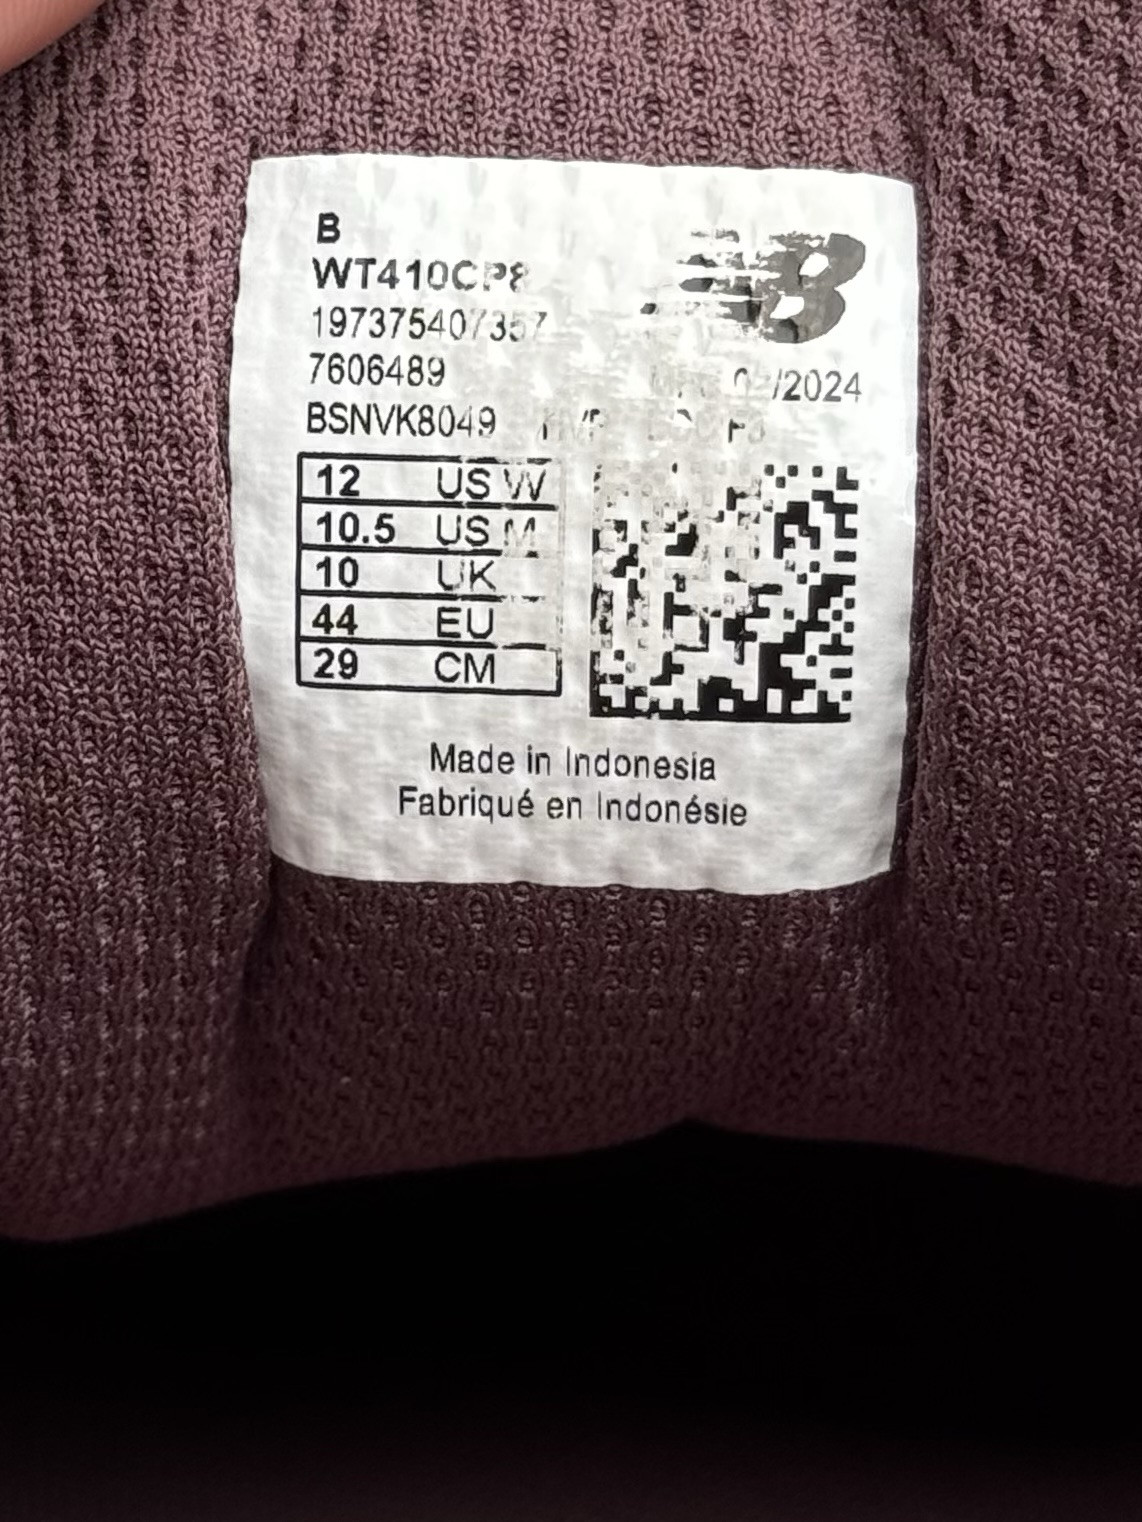 B
WT410CP8
197375407357
7606489
/2024
BSNVK8049
12 US W
10.5 US M
10 UK
44 EU
29 CM
Made in Indonesia
Fabriqué en Indonésie